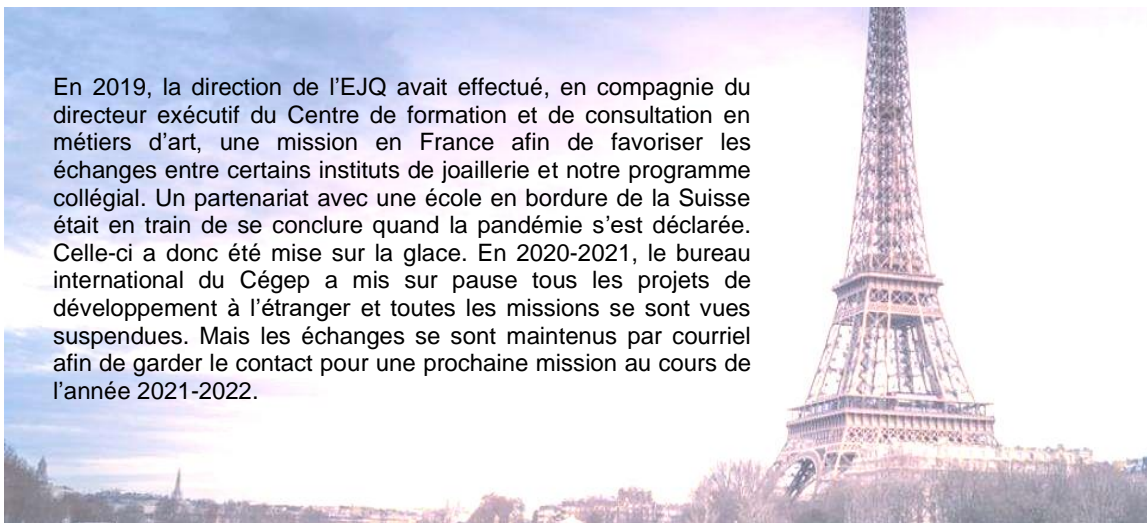 En 2019, la direction de l’EJQ avait effectué, en compagnie du
directeur exécutif du Centre de formation et de consultation en
métiers d’art, une mission en France afin de favoriser les
échanges entre certains instituts de joaillerie et notre programme
collégial. Un partenariat avec une école en bordure de la Suisse
était en train de se conclure quand la pandémie s’est déclarée.
Celle-ci a donc été mise sur la glace. En 2020-2021, le bureau
international du Cégep a mis sur pause tous les projets de
développement à l’étranger et toutes les missions se sont vues
suspendues. Mais les échanges se sont maintenus par courriel
afin de garder le contact pour une prochaine mission au cours de
l’année 2021-2022.